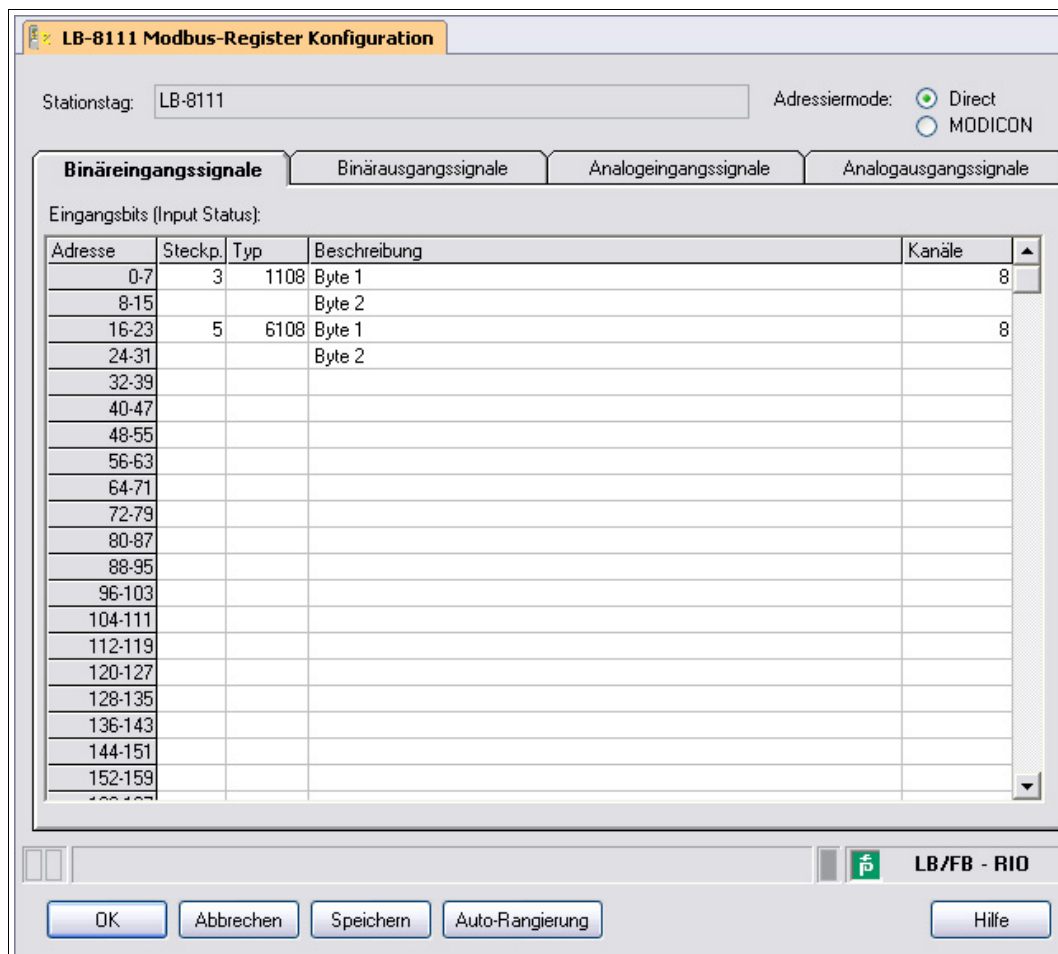 LB-8111 Modbus-Register Konfiguration
Stationstag: LB-8111 Adressiermode: Direct
MODICON
Binäreingangssignale Binärausgangssignale Analogeingangssignale Analogausgangssignale
Eingangsbits (Input Status):
Adresse Steckp. Typ Beschreibung Kanäle
0-7 3 1108 Byte 1 8
8-15 Byte 2
16-23 5 6108 Byte 1 8
24-31 Byte 2
32-39
40-47
48-55
56-63
64-71
72-79
80-87
88-95
96-103
104-111
112-119
120-127
128-135
136-143
144-151
152-159
LB/FB - RIO
OK Abbrechen Speichern Auto-Rangierung Hilfe